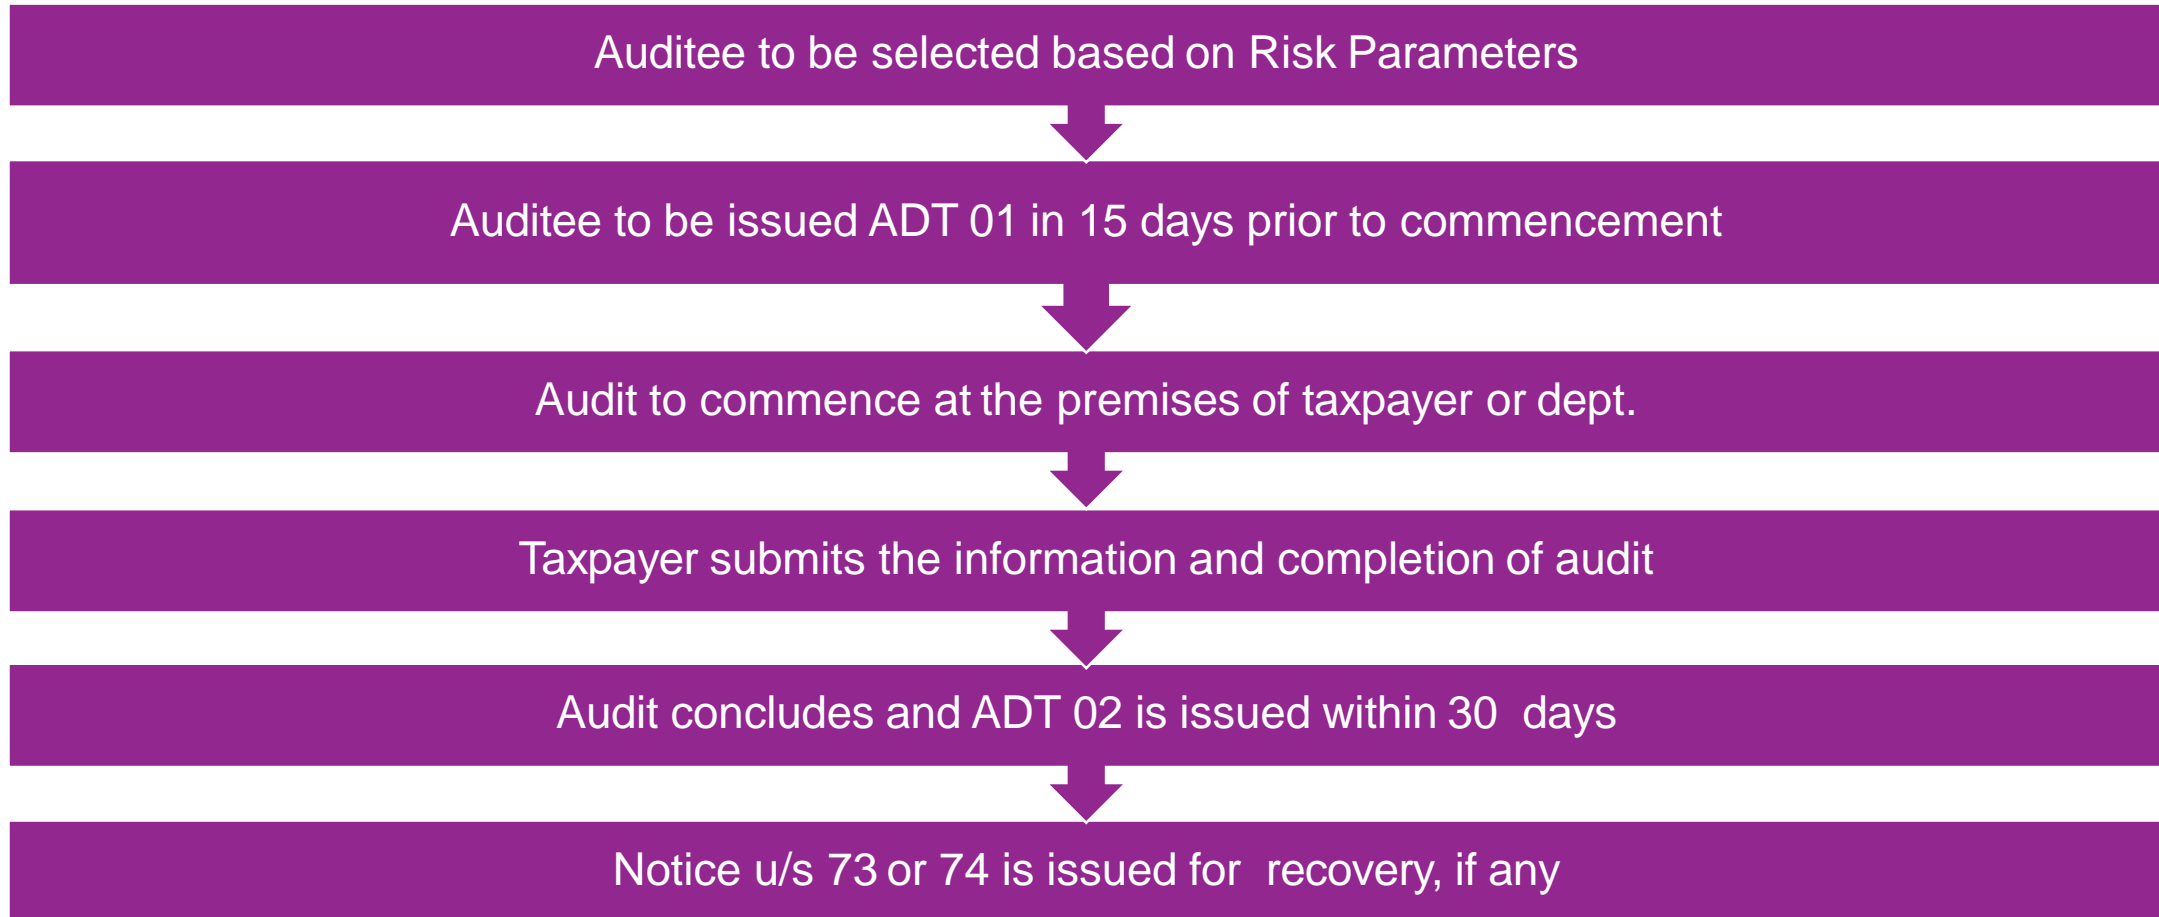 Auditee to be selected based on Risk Parameters
Auditee to be issued ADT 01 in 15 days prior to commencement
Audit to commence at the premises of taxpayer or dept.
Taxpayer submits the information and completion of audit
Audit concludes and ADT 02 is issued within 30 days
Notice u/s 73 or 74 is issued for recovery, if any